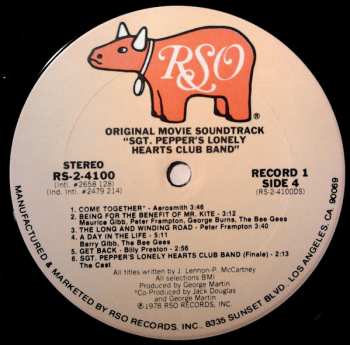 RSO
ORIGINAL MOVIE SOUNDTRACK
"SGT. PEPPER'S LONELY
HEARTS CLUB BAND"
STEREO
RS-2-4100
(Intl. #2658 128)
(Ind. #2479 214)
RECORD 1
SIDE 4
(RS-2-4100DS)
1. COME TOGETHER* - Aerosmith 3:46
2. BEING FOR THE BENEFIT OF MR. KITE - 3:12
Maurice Gibb, Peter Frampton, George Burns, The Bee Gees
3. THE LONG AND WINDING ROAD - Peter Frampton 3:40
4. A DAY IN THE LIFE - 5:11
Barry Gibb, The Bee Gees
5. GET BACK - Billy Preston - 2:56
6. SGT. PEPPER'S LONELY HEARTS CLUB BAND (Finale) - 2:13
The Cast
All titles written by J. Lennon-P. McCartney
All selections BMI
Produced by George Martin
*Co-Produced by Jack Douglas
and George Martin
℗1978 RSO RECORDS, INC.
MANUFACTURED & MARKETED BY RSO RECORDS, INC. 8335 SUNSET BLVD. LOS ANGELES, CA. 90069